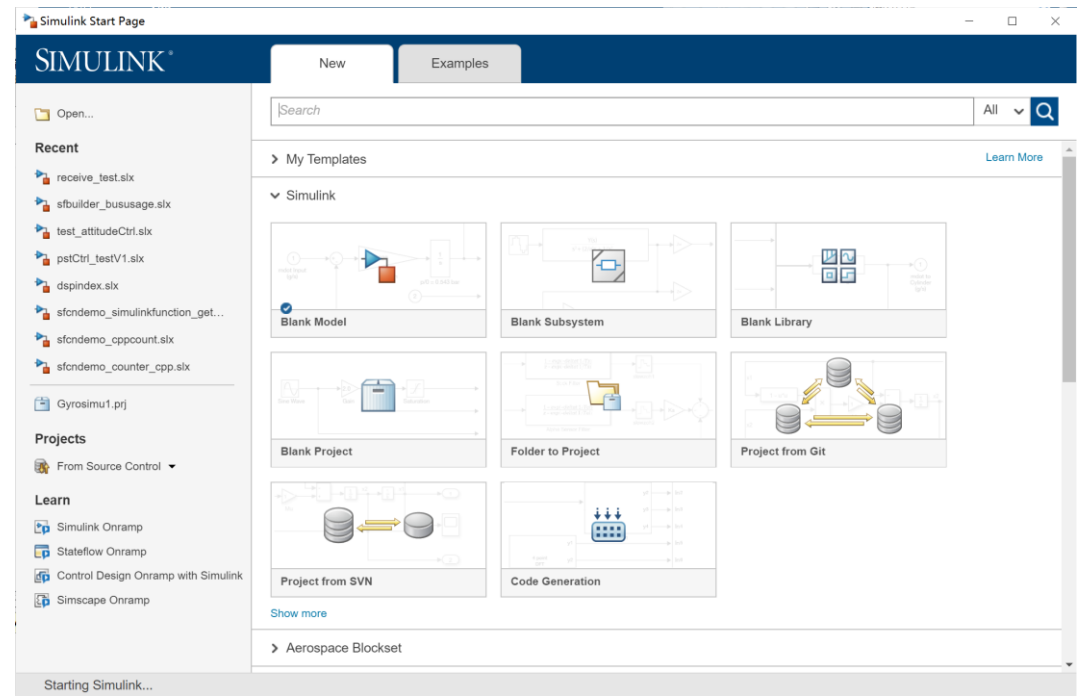 Simulink Start Page
SIMULINK®
New
Examples
Open...
Recent
receive_test.slx
sfbuilder_bususage.slx
test_attitudeCtrl.slx
pstCtrl_testV1.slx
dspindex.slx
sfcndemo_simulinkfunction_get...
sfcndemo_cppcount.slx
sfcndemo_counter_cpp.slx
Gyrosimu1.prj
Projects
From Source Control
Learn
Simulink Onramp
Stateflow Onramp
Control Design Onramp with Simulink
Simscape Onramp
Search
All
My Templates
Learn More
Simulink
Blank Model
Blank Subsystem
Blank Library
Blank Project
Folder to Project
Project from Git
Project from SVN
Code Generation
Show more
Aerospace Blockset
Starting Simulink...